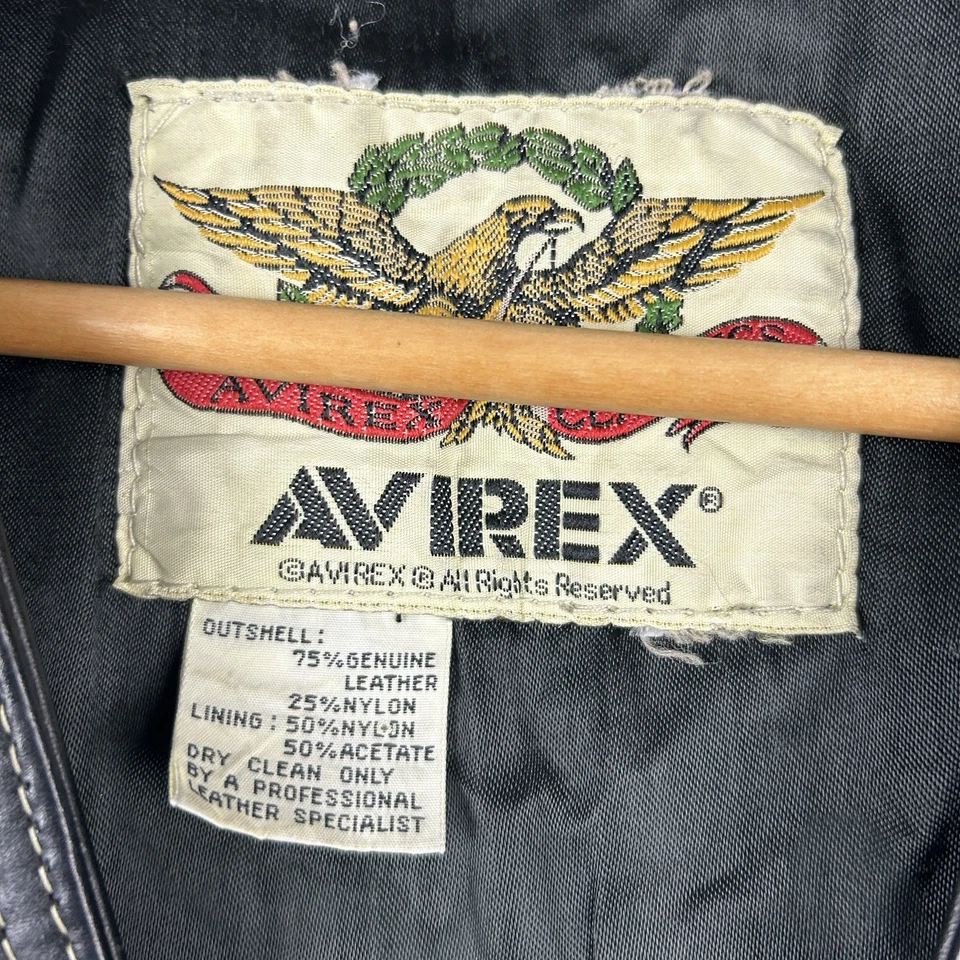 AVIREX
AVIREX®
©AVIREX ® All Rights Reserved
OUTSHELL:
75%GENUINE
LEATHER
25%NYLON
LINING: 50%NYLON
50%ACETATE
DRY CLEAN ONLY
BY A PROFESSIONAL
LEATHER SPECIALIST